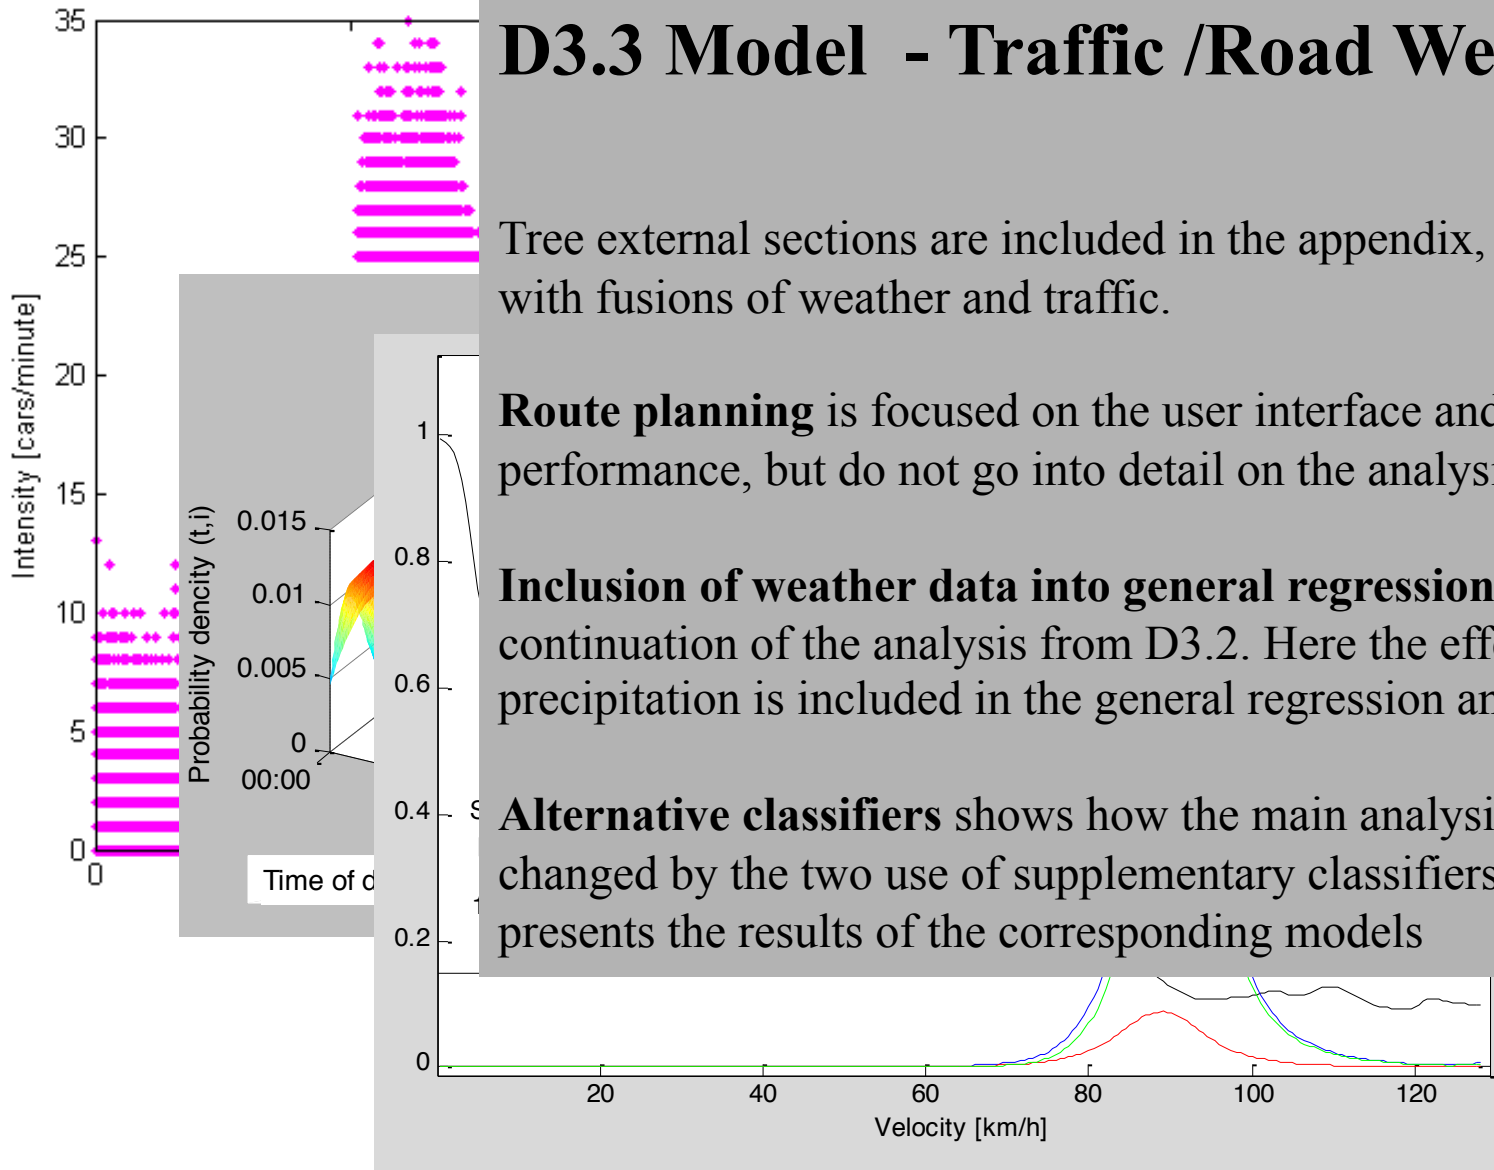 D3.3 Model - Traffic /Road We
Tree external sections are included in the appendix,
with fusions of weather and traffic.
Route planning is focused on the user interface and
performance, but do not go into detail on the analysi
Inclusion of weather data into general regression
continuation of the analysis from D3.2. Here the effe
precipitation is included in the general regression an
Alternative classifiers shows how the main analysi
changed by the two use of supplementary classifiers
presents the results of the corresponding models
35
30
25
20
15
10
5
0
0
Intensity [cars/minute]
Probability dencity (t,i)
0.015
0.01
0.005
0
00:00
Time of d
1
0.8
0.6
0.4
0.2
0
S
20 40 60 80 100 120
Velocity [km/h]